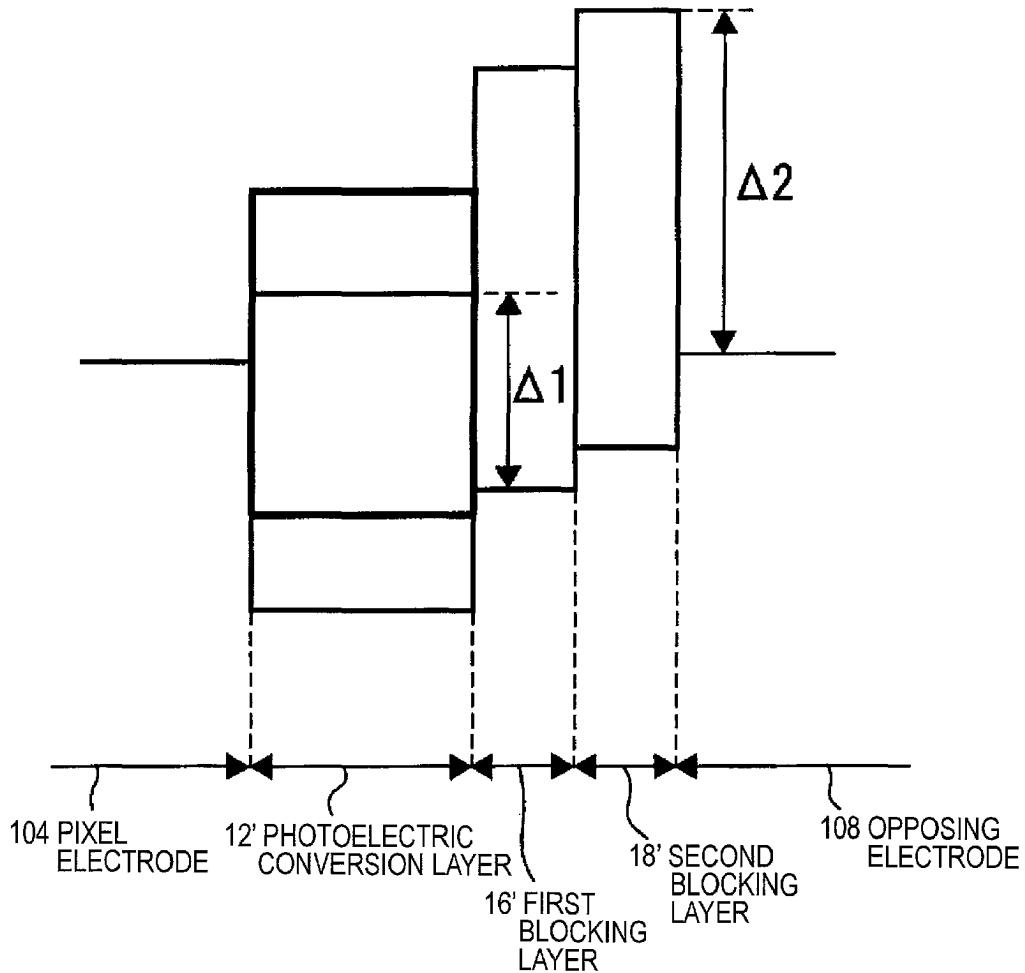 Δ2
Δ1
104 PIXEL
ELECTRODE
12' PHOTOELECTRIC
CONVERSION LAYER
16' FIRST
BLOCKING
LAYER
18' SECOND
BLOCKING
LAYER
108 OPPOSING
ELECTRODE